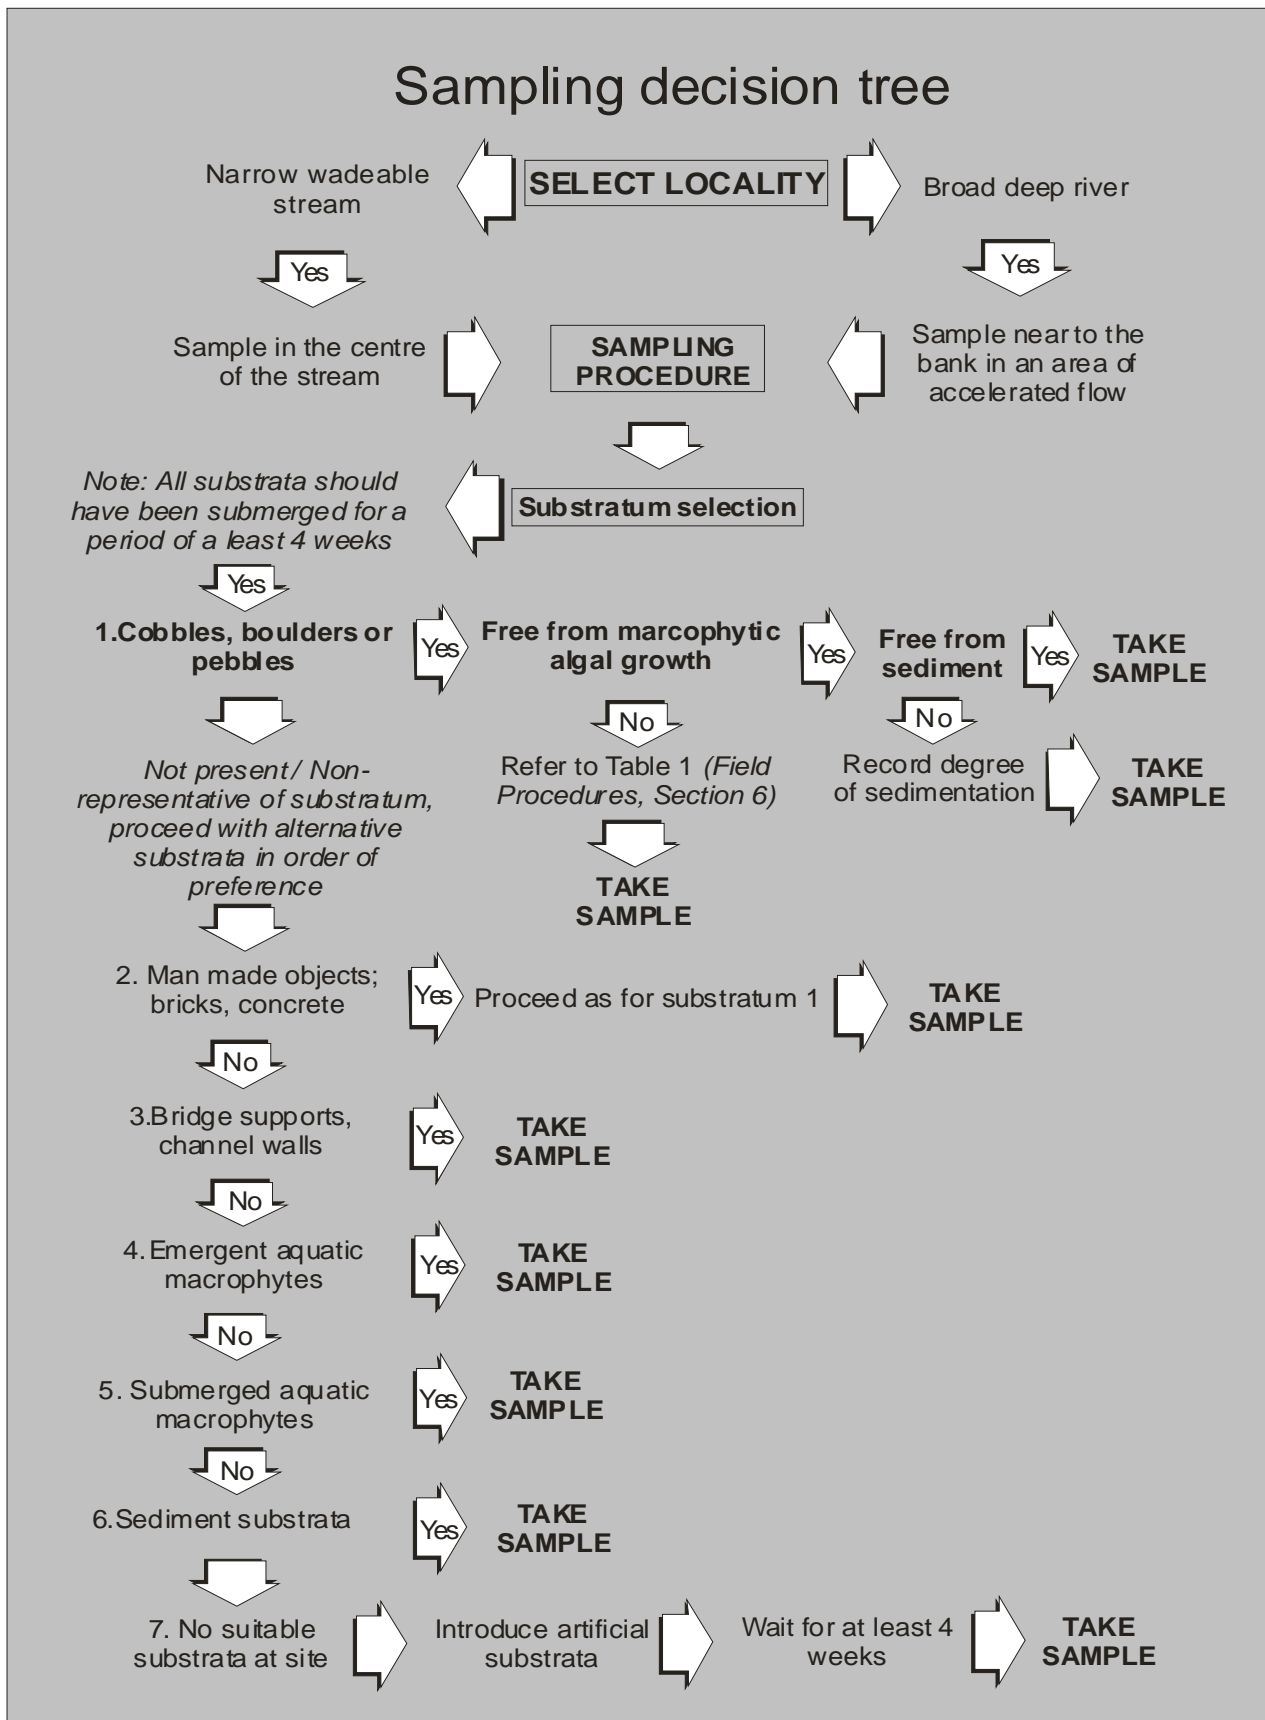 Sampling decision tree
Narrow wadeable
stream
SELECT LOCALITY
Broad deep river
Yes
Yes
Sample in the centre
of the stream
SAMPLING
PROCEDURE
Sample near to the
bank in an area of
accelerated flow
Note: All substrata should
have been submerged for a
period of a least 4 weeks
Substratum selection
Yes
1.Cobbles, boulders or
pebbles
Yes
Free from marcophytic
algal growth
Yes
Free from
sediment
Yes
TAKE
SAMPLE
No
No
Not present / Non-
representative of substratum,
proceed with alternative
substrata in order of
preference
Refer to Table 1 (Field
Procedures, Section 6)
Record degree
of sedimentation
TAKE
SAMPLE
TAKE
SAMPLE
2. Man made objects;
bricks, concrete
Yes
Proceed as for substratum 1
TAKE
SAMPLE
No
3.Bridge supports,
channel walls
Yes
TAKE
SAMPLE
No
4. Emergent aquatic
macrophytes
Yes
TAKE
SAMPLE
No
5. Submerged aquatic
macrophytes
Yes
TAKE
SAMPLE
No
6.Sediment substrata
Yes
TAKE
SAMPLE
7. No suitable
substrata at site
Introduce artificial
substrata
Wait for at least 4
weeks
TAKE
SAMPLE